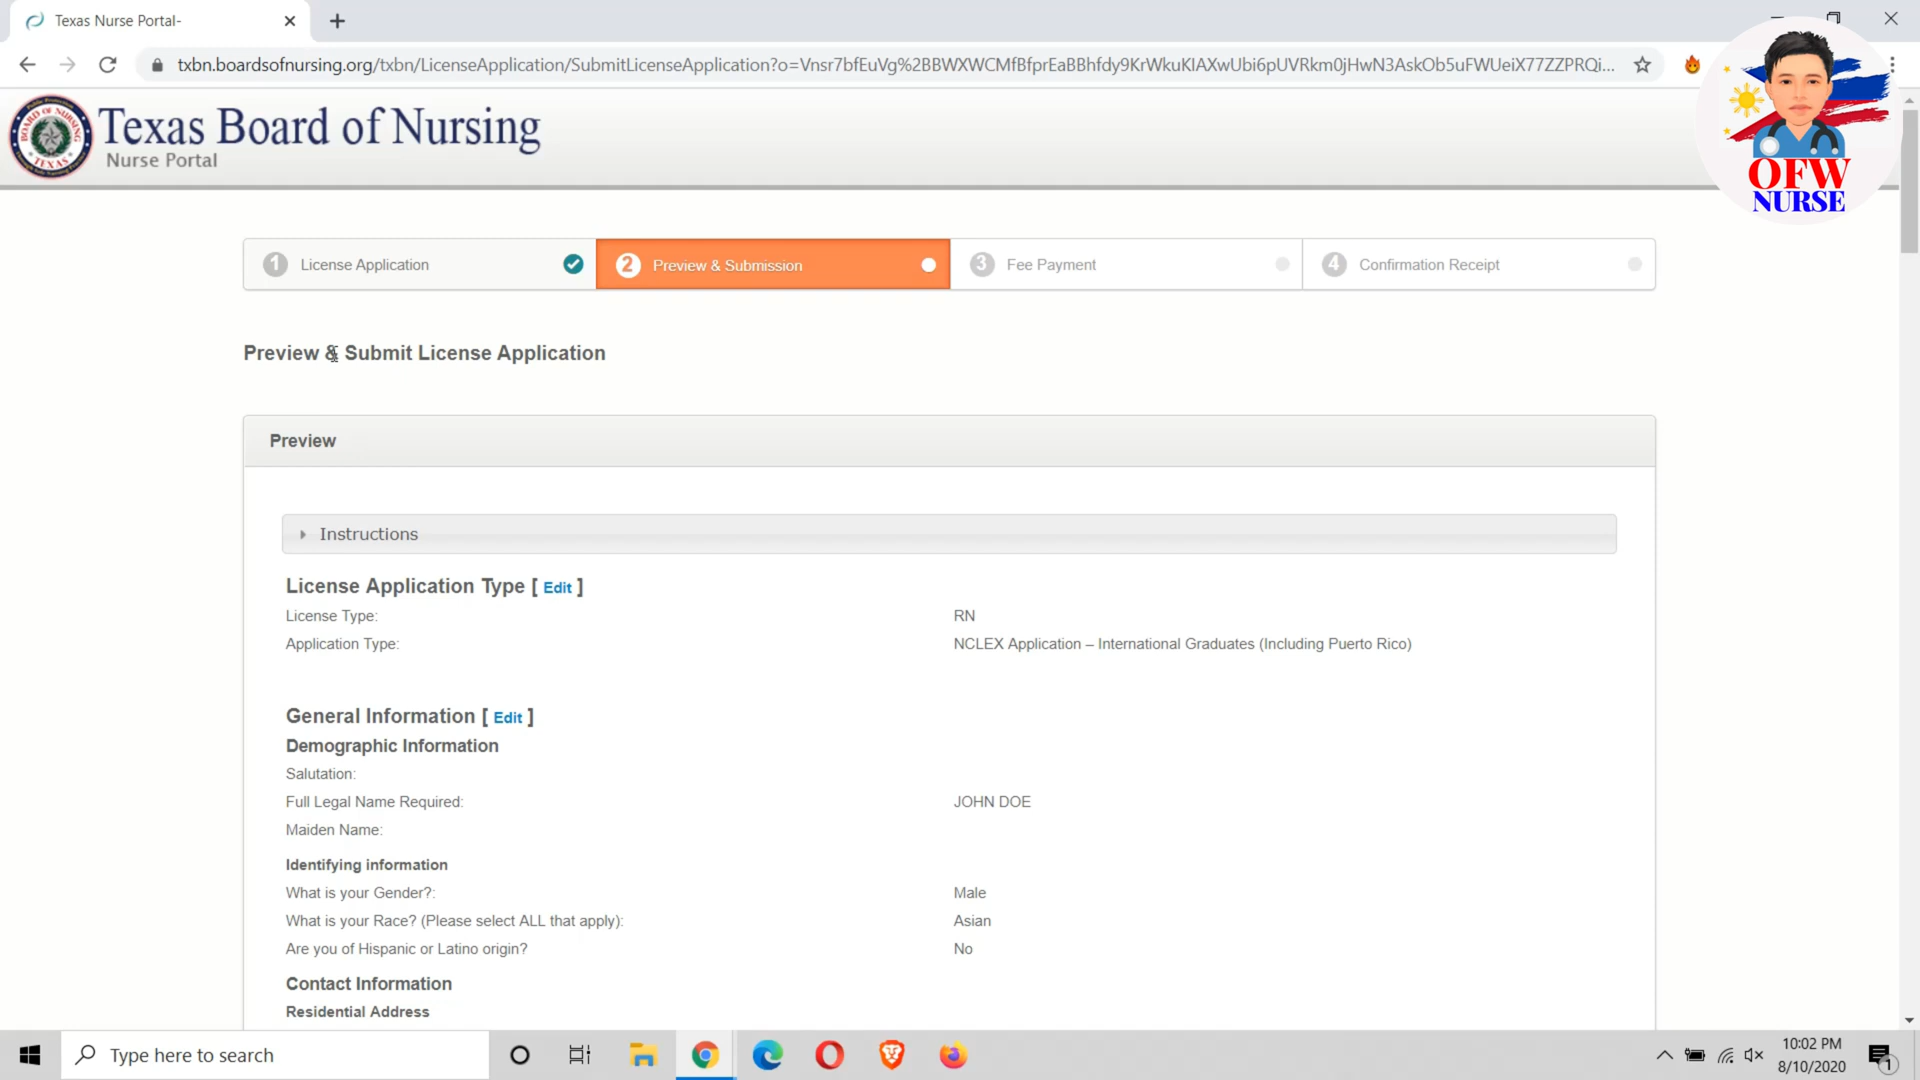 Texas Nurse Portal-
txbn.boardsofnursing.org/txbn/LicenseApplication/SubmitLicenseApplication?o=Vnsr7bfEuVg%2BBWXWCMfBfprEaBBhfdy9KrWkuKIAXwUbi6pUVRkm0jHwN3AskOb5uFWUeiX77ZZPRQi...
Texas Board of Nursing
Nurse Portal
OFW
NURSE
1 License Application
2 Preview & Submission
3 Fee Payment
4 Confirmation Receipt
Preview & Submit License Application
Preview
Instructions
License Application Type [ Edit ]
License Type: RN
Application Type: NCLEX Application – International Graduates (Including Puerto Rico)
General Information [ Edit ]
Demographic Information
Salutation:
Full Legal Name Required: JOHN DOE
Maiden Name:
Identifying information
What is your Gender?: Male
What is your Race? (Please select ALL that apply): Asian
Are you of Hispanic or Latino origin? No
Contact Information
Residential Address
Type here to search
10:02 PM
8/10/2020
1